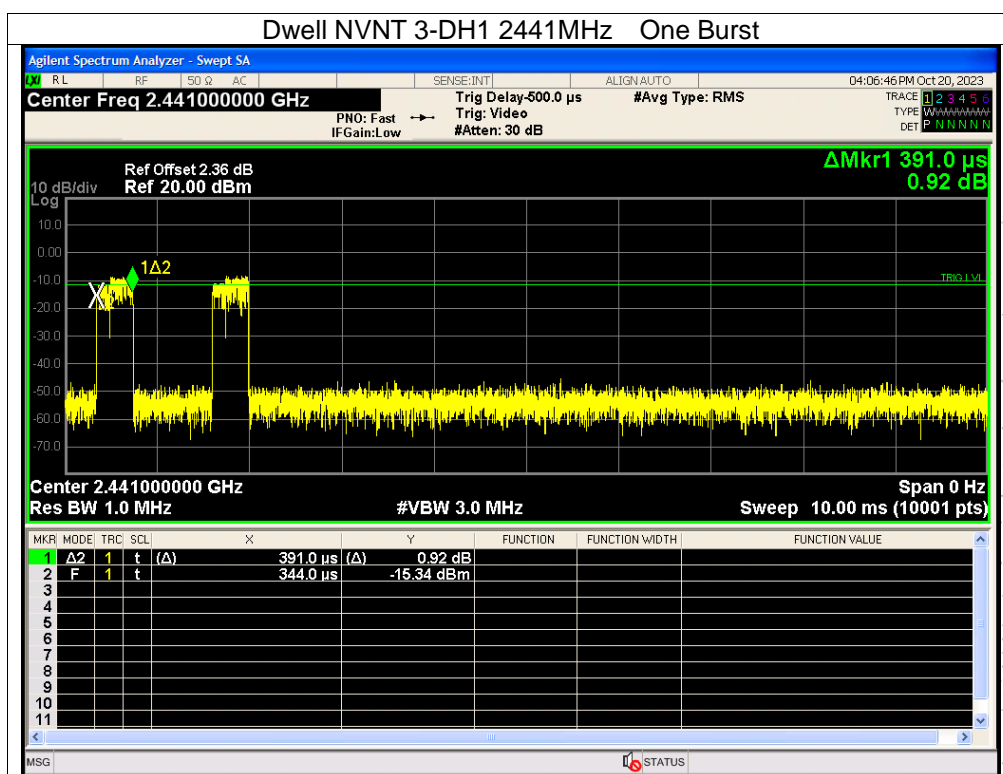 Dwell NVNT 3-DH1 2441MHz One Burst
Agilent Spectrum Analyzer - Swept SA
LXI RL RF 50 Ω AC SENSE:INT ALIGN AUTO 04:06:46 PM Oct 20, 2023
Center Freq 2.441000000 GHz Trig Delay-500.0 µs #Avg Type: RMS TRACE 1 2 3 4 5 6
PNO: Fast Trig: Video TYPE WWWWWW
IFGain:Low #Atten: 30 dB DET P N N N N N
ΔMkr1 391.0 µs
0.92 dB
Ref Offset 2.36 dB
10 dB/div Ref 20.00 dBm
Log
10.0
0.00
1Δ2
-10.0
TRIG LVL
-20.0
-30.0
-40.0
-50.0
-60.0
-70.0
Center 2.441000000 GHz Span 0 Hz
Res BW 1.0 MHz #VBW 3.0 MHz Sweep 10.00 ms (10001 pts)
MKR MODE TRC SCL X Y FUNCTION FUNCTION WIDTH FUNCTION VALUE
1 Δ2 1 t (Δ) 391.0 µs (Δ) 0.92 dB
2 F 1 t 344.0 µs -15.34 dBm
3
4
5
6
7
8
9
10
11
MSG STATUS